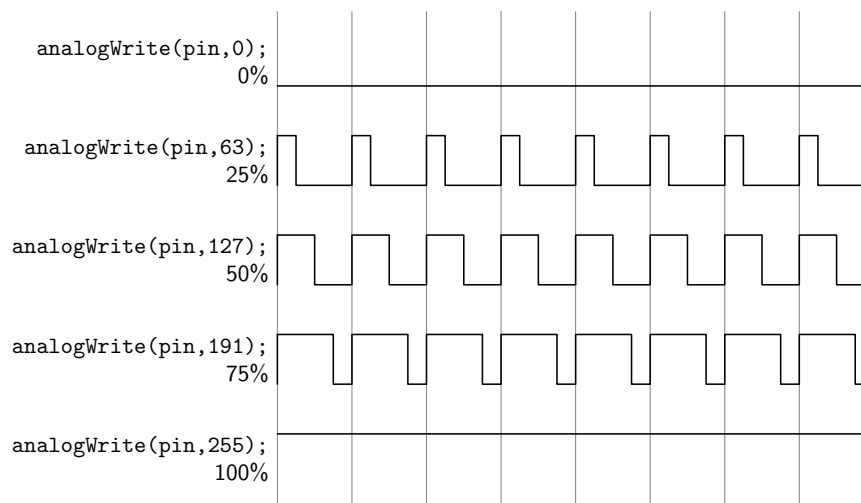 analogWrite(pin,0);
0%
analogWrite(pin,63);
25%
analogWrite(pin,127);
50%
analogWrite(pin,191);
75%
analogWrite(pin,255);
100%